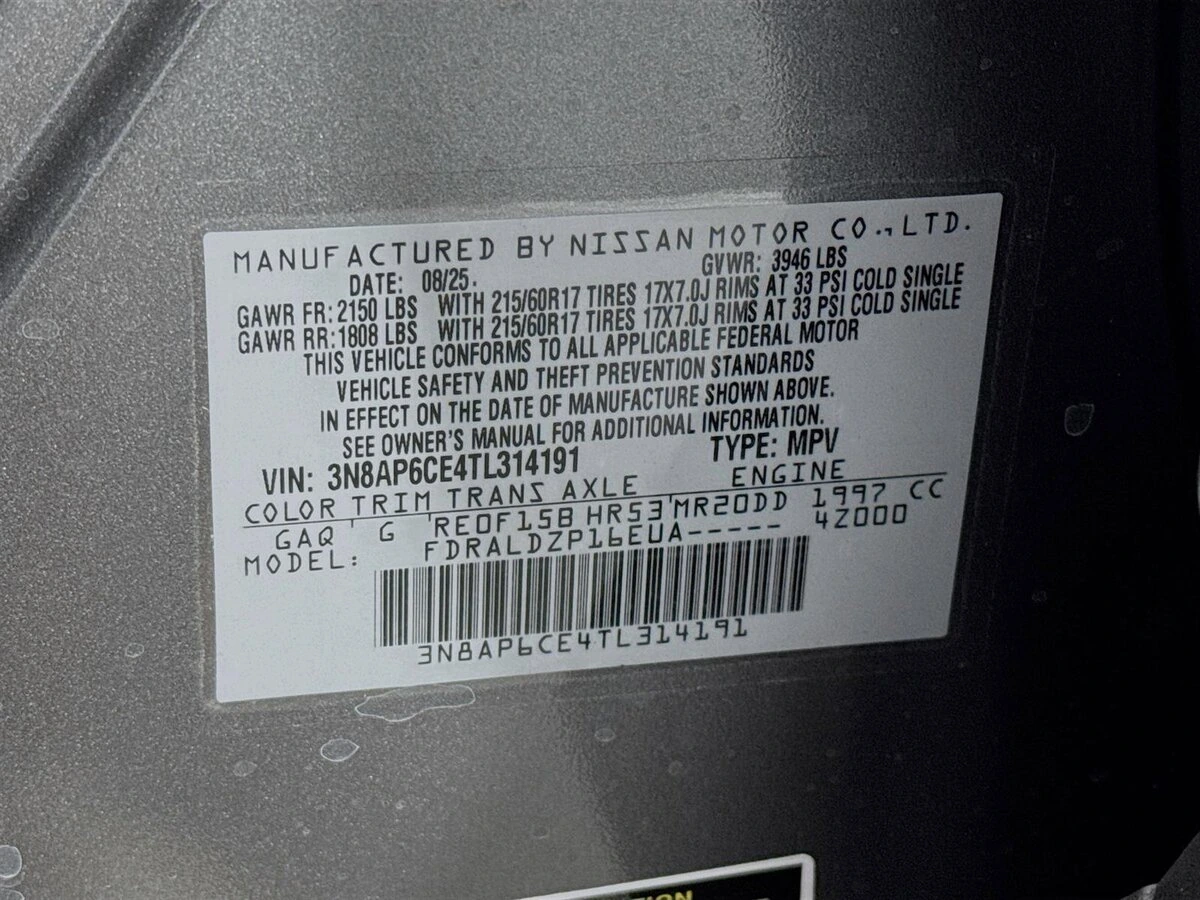 MANUFACTURED BY NISSAN MOTOR CO.,LTD.
DATE: 08/25. GVWR: 3946 LBS
GAWR FR: 2150 LBS WITH 215/60R17 TIRES 17X7.0J RIMS AT 33 PSI COLD SINGLE
GAWR RR: 1808 LBS WITH 215/60R17 TIRES 17X7.0J RIMS AT 33 PSI COLD SINGLE
THIS VEHICLE CONFORMS TO ALL APPLICABLE FEDERAL MOTOR
VEHICLE SAFETY AND THEFT PREVENTION STANDARDS
IN EFFECT ON THE DATE OF MANUFACTURE SHOWN ABOVE.
SEE OWNER'S MANUAL FOR ADDITIONAL INFORMATION.
VIN: 3N8AP6CE4TL314191 TYPE: MPV
COLOR TRIM TRANS AXLE ENGINE
GAQ G RE0F15B HR53 MR20DD 1997 CC
MODEL: FDRALDZP16EUA----- 4Z000
3N8AP6CE4TL314191